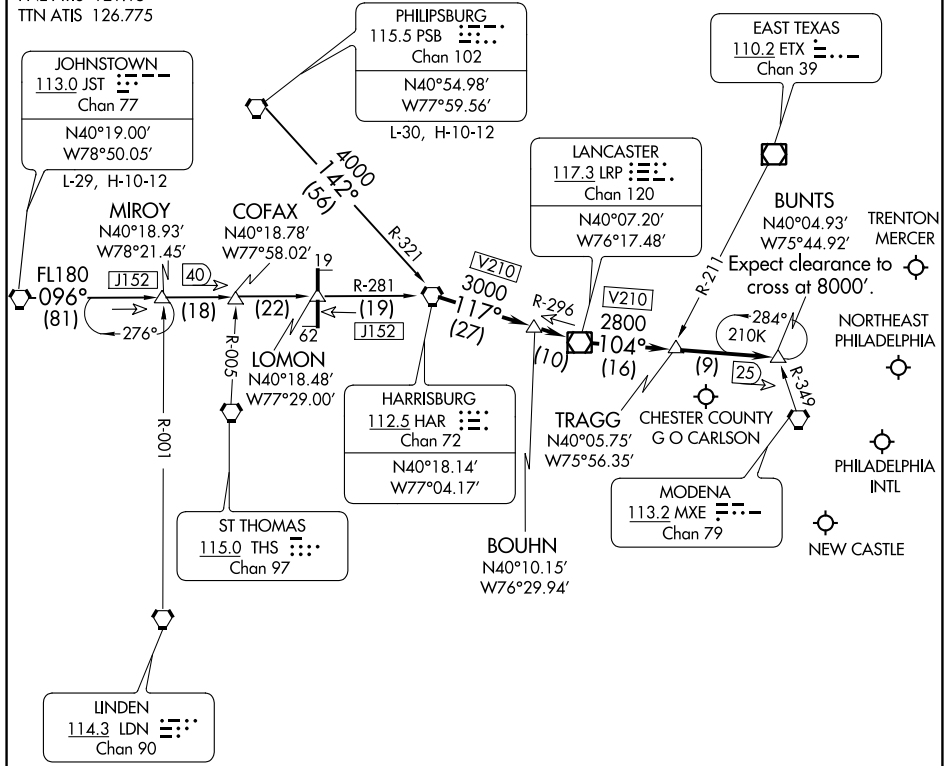 TTN ATIS 126.775
JOHNSTOWN
113.0 JST
Chan 77
N40°19.00′
W78°50.05′
L-29, H-10-12
PHILIPSBURG
115.5 PSB
Chan 102
N40°54.98′
W77°59.56′
L-30, H-10-12
EAST TEXAS
110.2 ETX
Chan 39
LANCASTER
117.3 LRP
Chan 120
N40°07.20′
W76°17.48′
MIROY
N40°18.93′
W78°21.45′
COFAX
N40°18.78′
W77°58.02′
4000
142°
(56)
R-321
BUNTS
N40°04.93′
W75°44.92′
Expect clearance to
cross at 8000′.
TRENTON
MERCER
FL180
096°
(81)
J152
276°
(18)
40
(22)
19
62
R-281
(19)
J152
LOMON
N40°18.48′
W77°29.00′
V210
3000
117°
(27)
R-296
(10)
V210
2800
104°
(16)
R-211
(9)
284°
210K
25
R-349
NORTHEAST
PHILADELPHIA
R-001
R-005
HARRISBURG
112.5 HAR
Chan 72
N40°18.14′
W77°04.17′
TRAGG
N40°05.75′
W75°56.35′
CHESTER COUNTY
G O CARLSON
PHILADELPHIA
INTL
MODENA
113.2 MXE
Chan 79
NEW CASTLE
ST THOMAS
115.0 THS
Chan 97
BOUHN
N40°10.15′
W76°29.94′
LINDEN
114.3 LDN
Chan 90